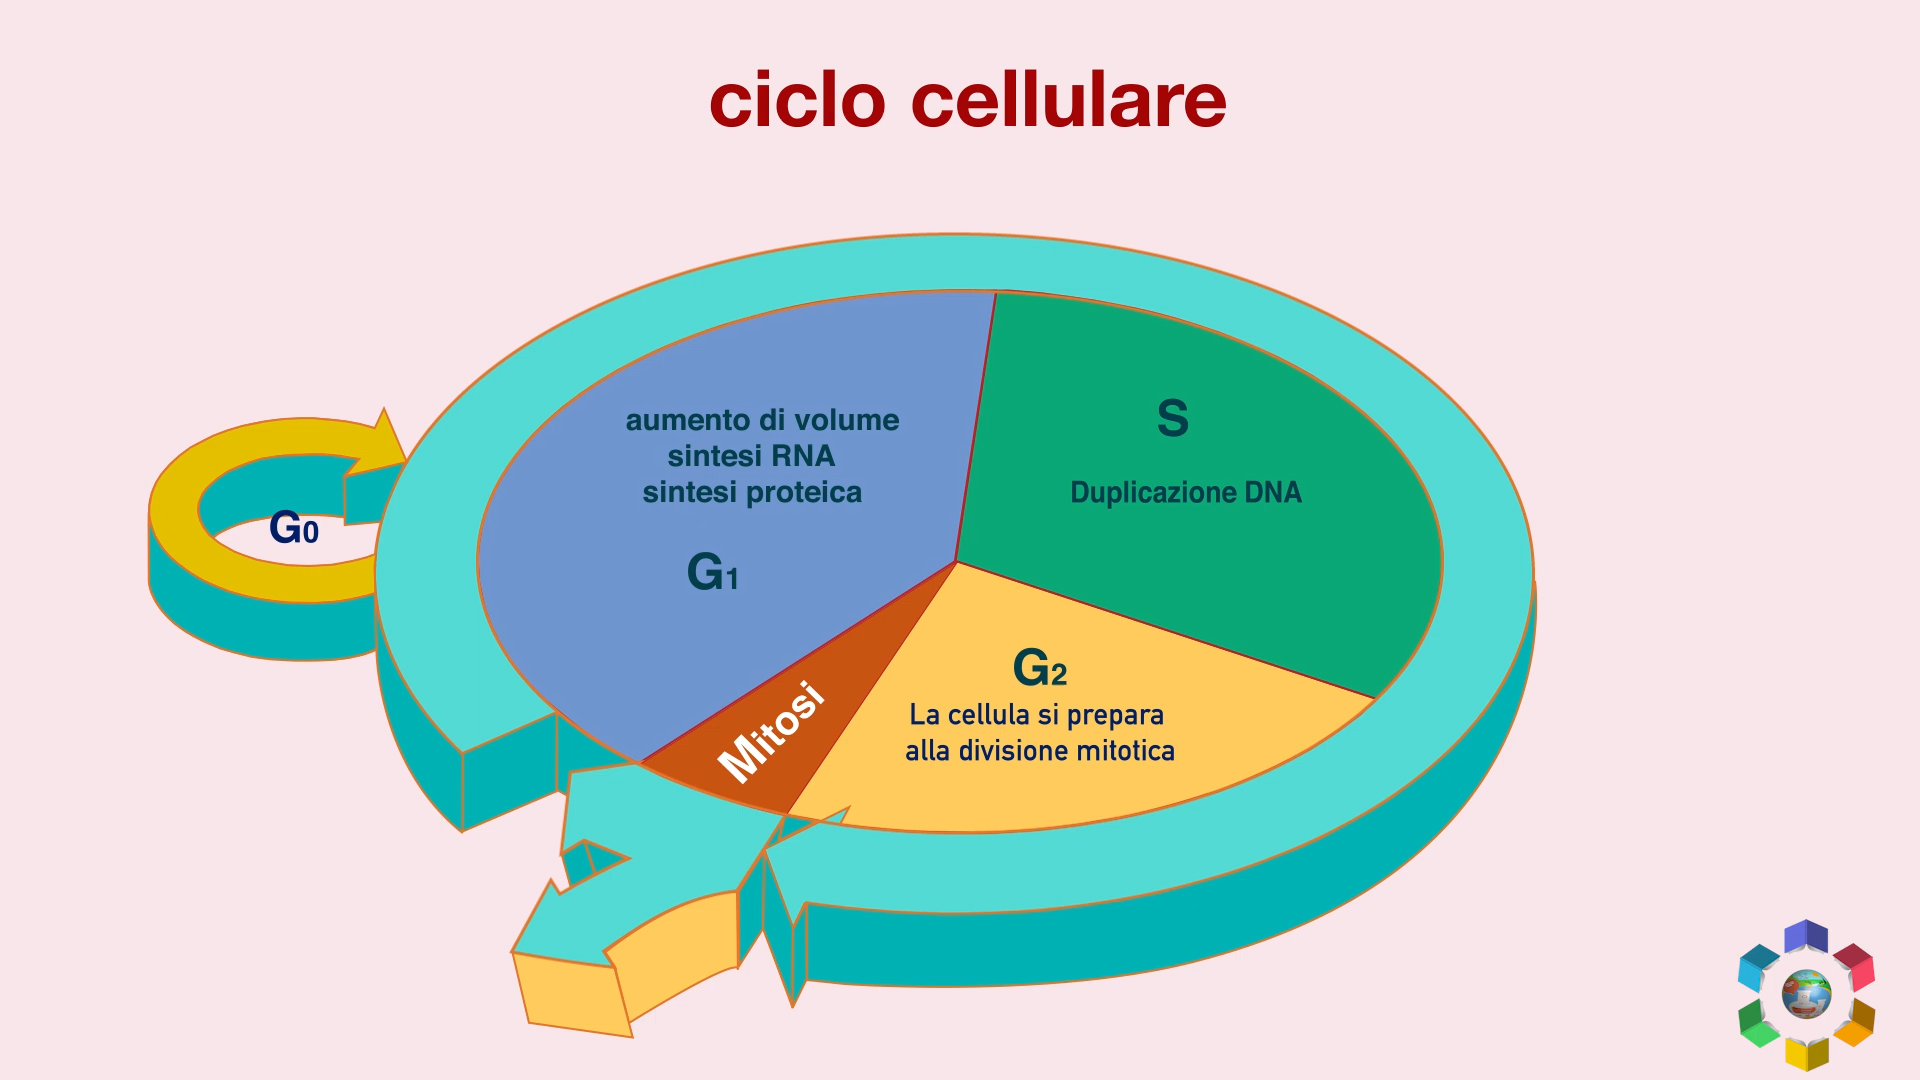 ciclo cellulare
aumento di volume
sintesi RNA
sintesi proteica
G1
S
Duplicazione DNA
G0
G2
La cellula si prepara
alla divisione mitotica
Mitosi